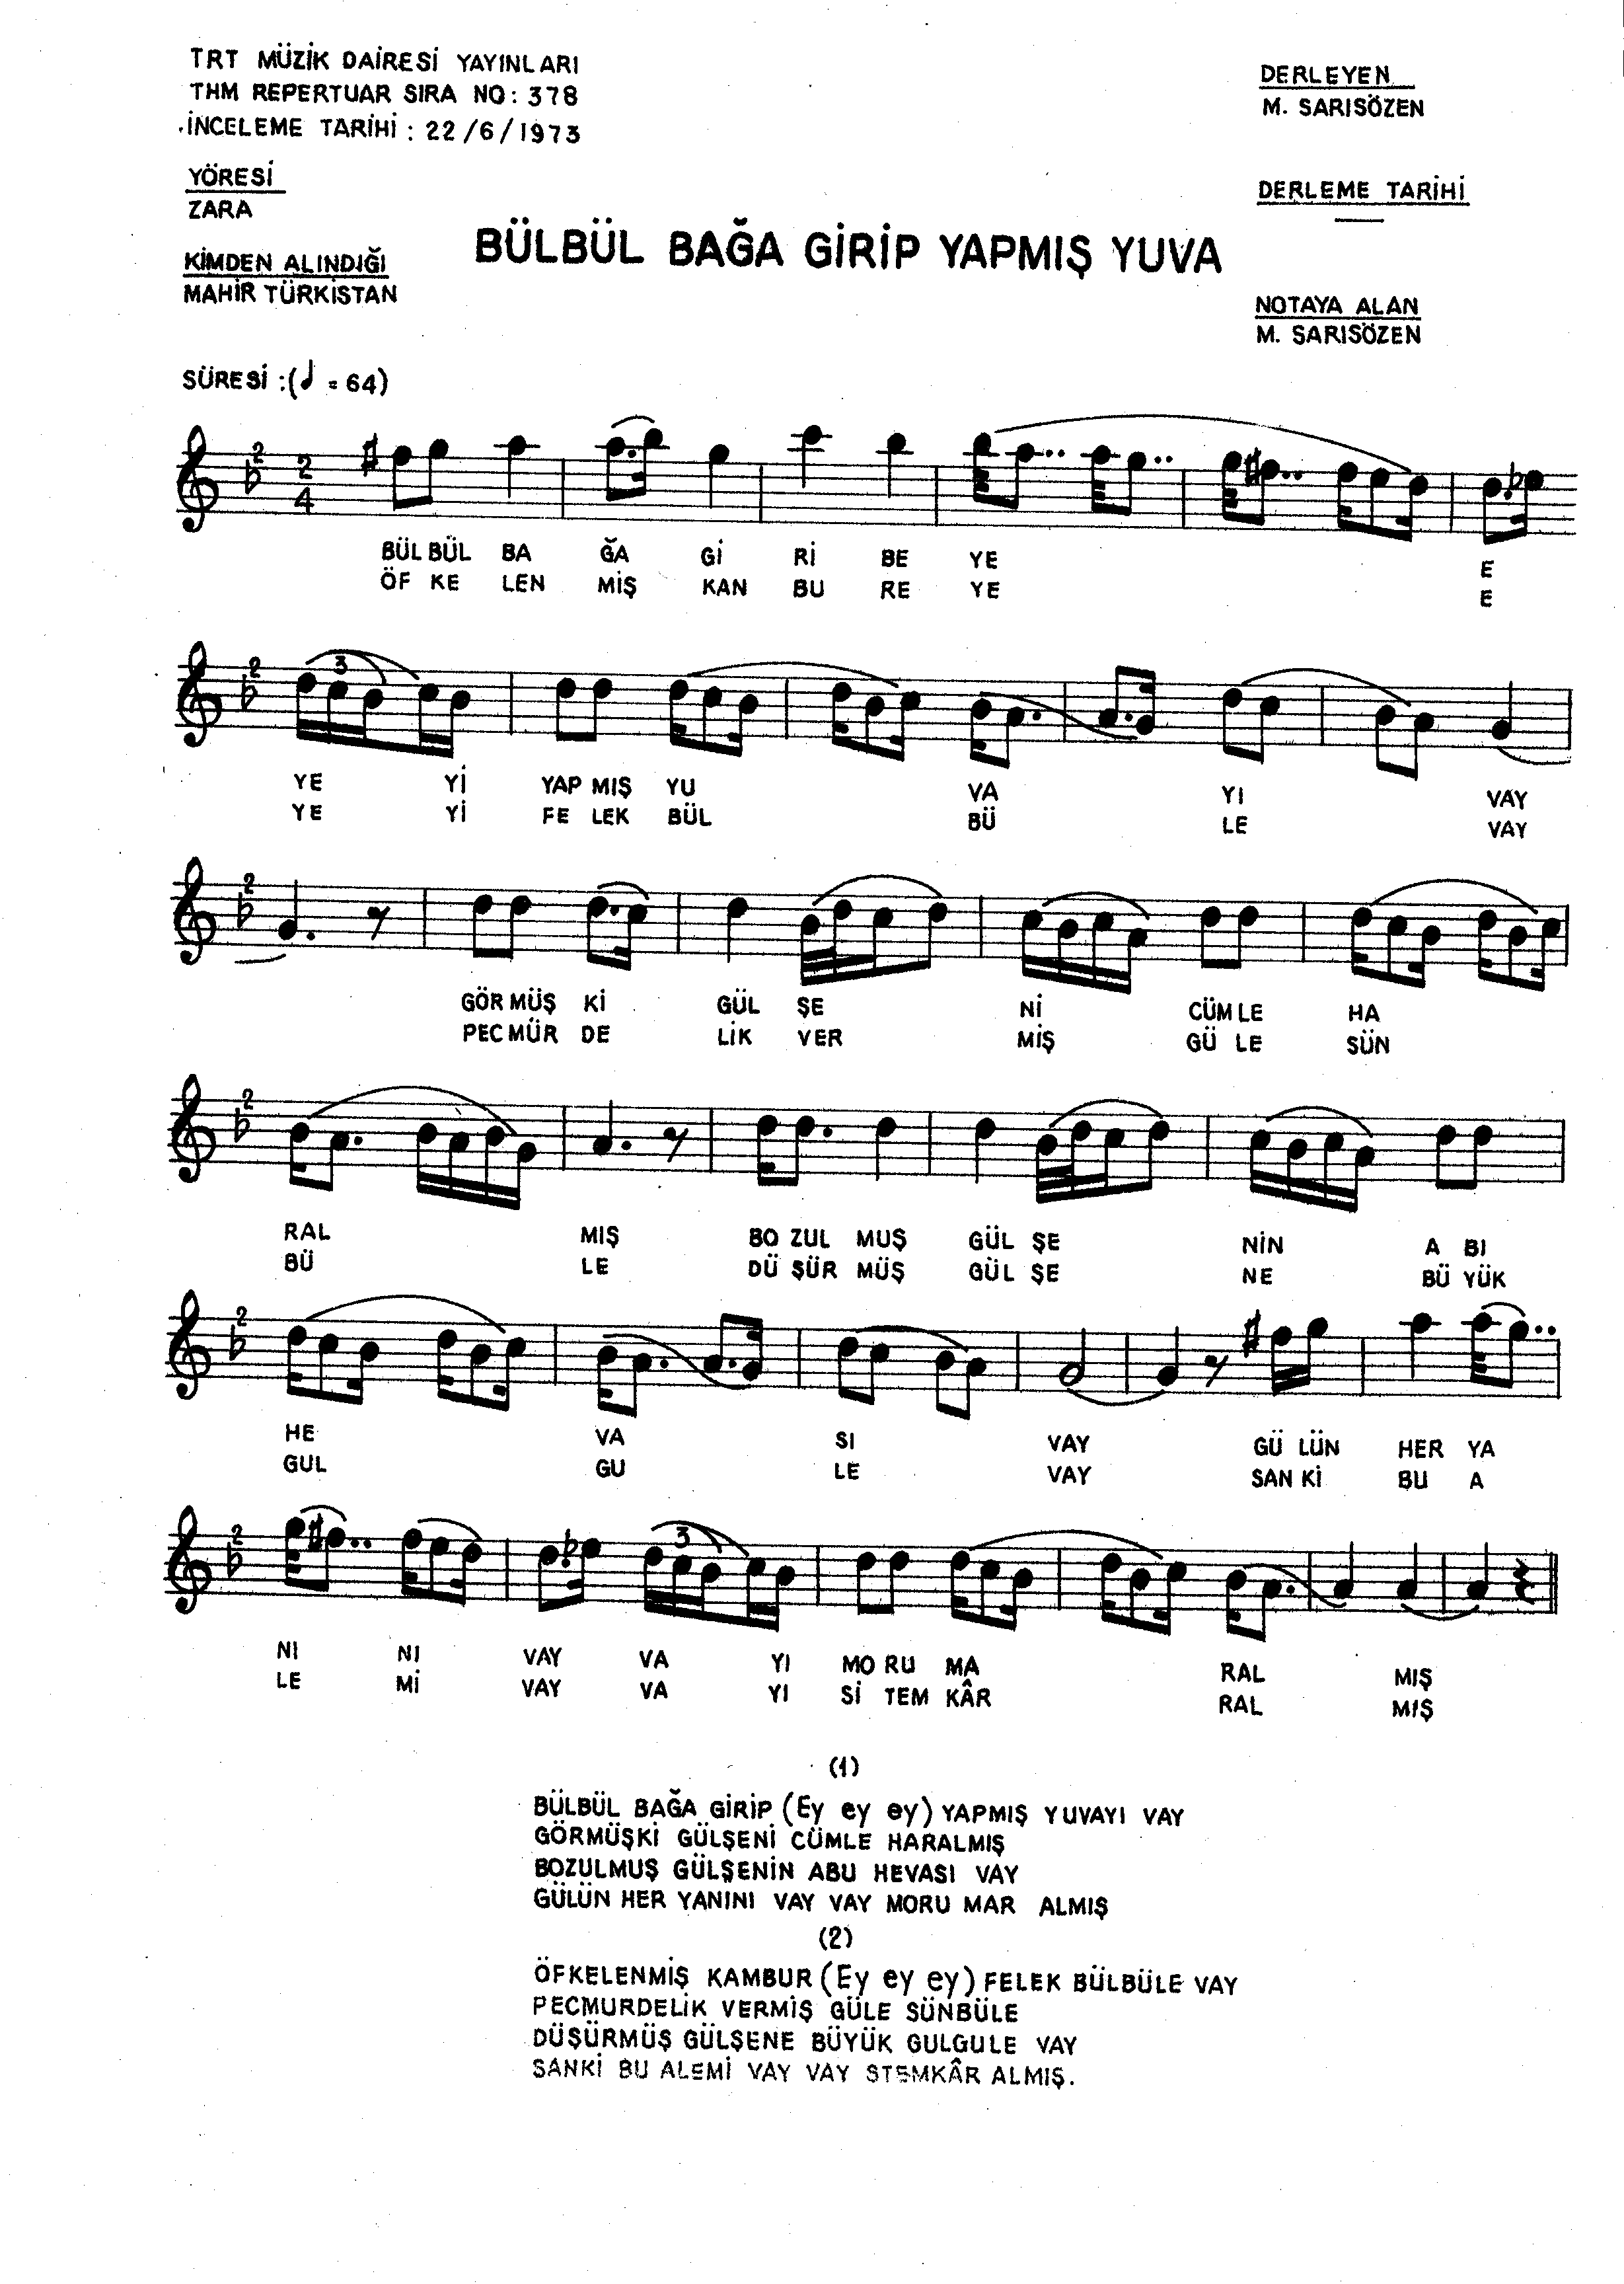 TRT MÜZİK DAİRESİ YAYINLARI
THM REPERTUAR SIRA NO: 378
İNCELEME TARİHİ : 22/6/1973
DERLEYEN
M. SARISÖZEN
YÖRESİ
ZARA
DERLEME TARİHİ
KİMDEN ALINDIĞI
MAHİR TÜRKİSTAN
BÜLBÜL BAĞA GİRİP YAPMIŞ YUVA
NOTAYA ALAN
M. SARISÖZEN
SÜRESİ :(♩ = 64)
2 2 4
BÜL BÜL BA ĞA Gİ Rİ BE YE E
ÖF KE LEN MİŞ KAN BU RE YE E
2 3
YE Yİ YAP MIŞ YU VA YI VAY
YE Yİ FE LEK BÜL BÜ LE VAY
2
GÖR MÜŞ Kİ GÜL ŞE Nİ CÜM LE HA
PEC MÜR DE LİK VER MİŞ GÜ LE SÜN
2
RAL MIŞ BO ZUL MUŞ GÜL ŞE NİN A BI
BÜ LE DÜ ŞÜR MÜŞ GÜL ŞE NE BÜ YÜK
2
HE VA SI VAY GÜ LÜN HER YA
GUL GU LE VAY SAN Kİ BU A
2 3
NI NI VAY VA YI MO RU MA RAL MIŞ
LE Mİ VAY VA YI Sİ TEM KÂR RAL MIŞ
(1)
BÜLBÜL BAĞA GİRİP (Ey ey ey) YAPMIŞ YUVAYI VAY
GÖRMÜŞKİ GÜLŞENİ CÜMLE HARALMIŞ
BOZULMUŞ GÜLŞENİN ABU HEVASI VAY
GÜLÜN HER YANINI VAY VAY MORU MAR ALMIŞ
(2)
ÖFKELENMİŞ KAMBUR (Ey ey ey) FELEK BÜLBÜLE VAY
PECMURDELİK VERMİŞ GÜLE SÜNBÜLE
DÜŞÜRMÜŞ GÜLŞENE BÜYÜK GULGULE VAY
SANKİ BU ALEMİ VAY VAY STEMKÂR ALMIŞ.